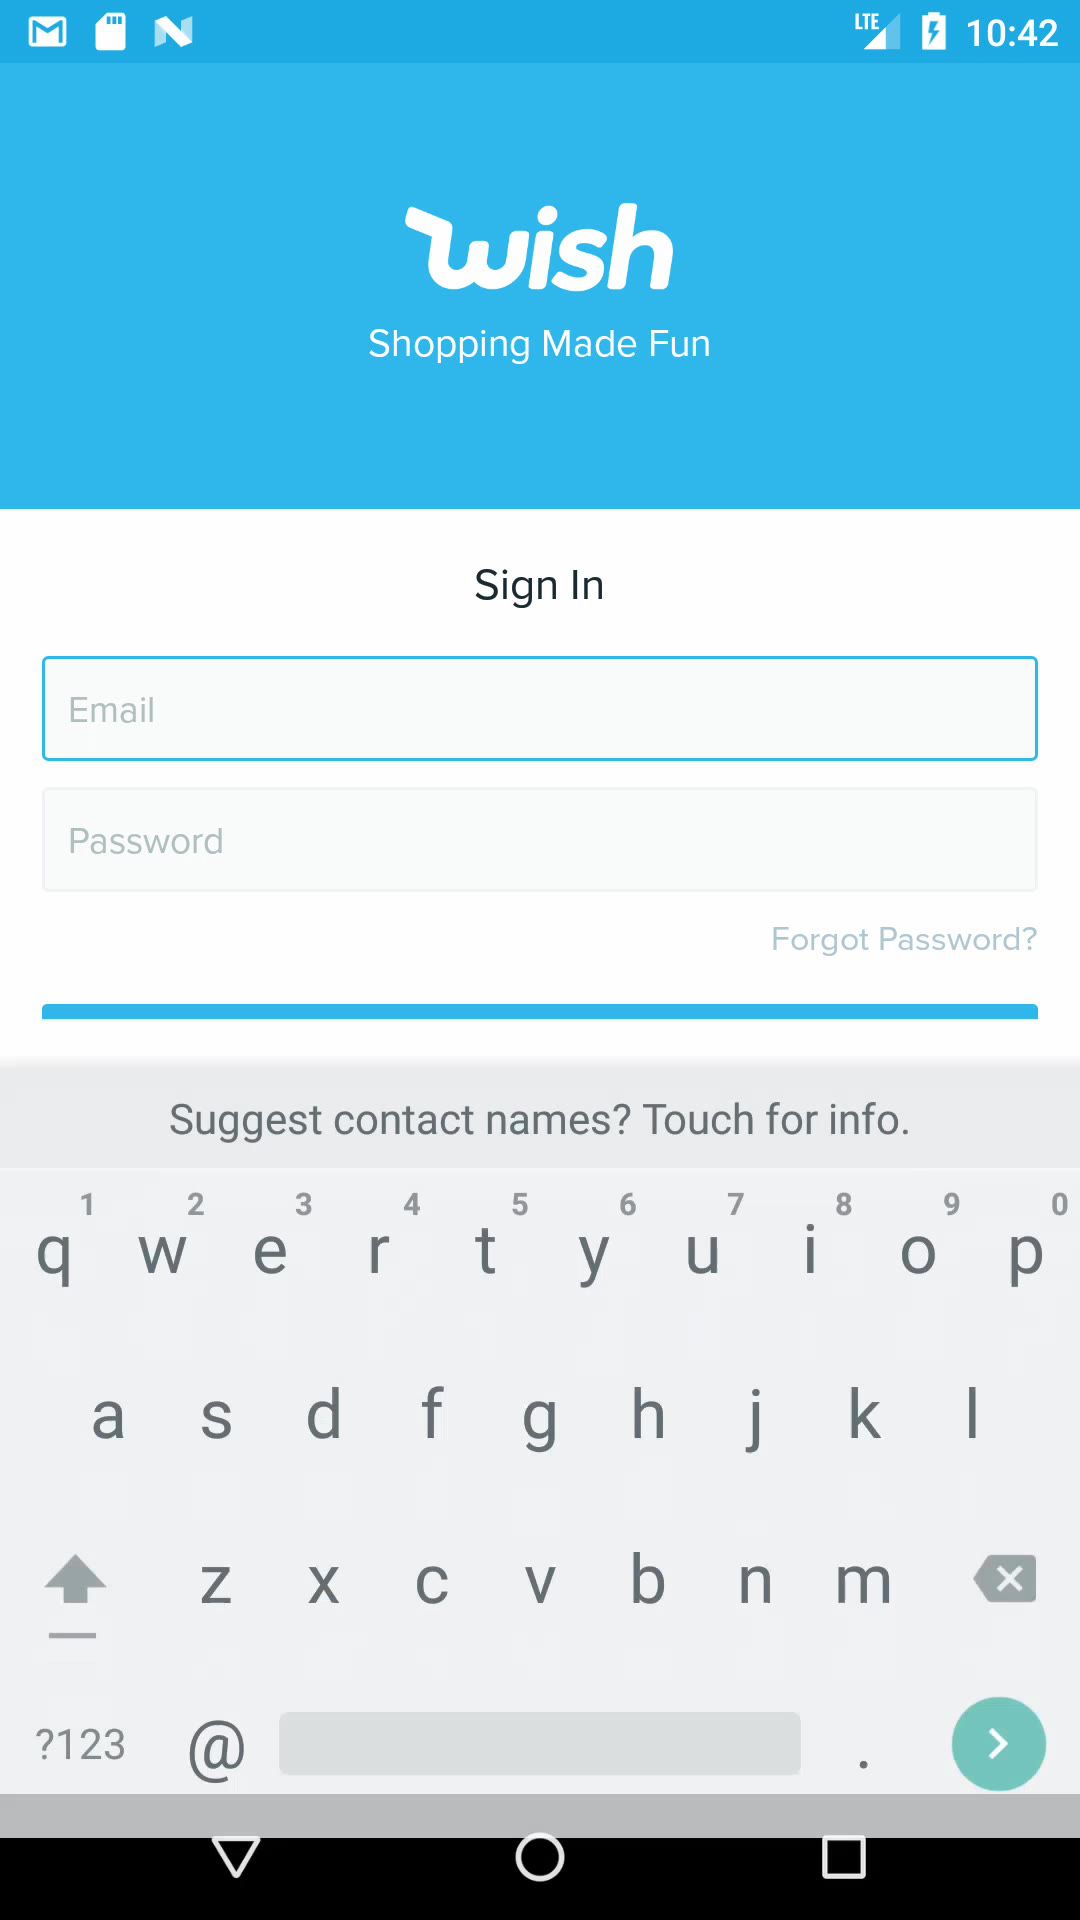 LTE 10:42
wish
Shopping Made Fun
Sign In
Email
Password
Forgot Password?
Suggest contact names? Touch for info.
1 2 3 4 5 6 7 8 9 0
q w e r t y u i o p
a s d f g h j k l
z x c v b n m
?123 @ .